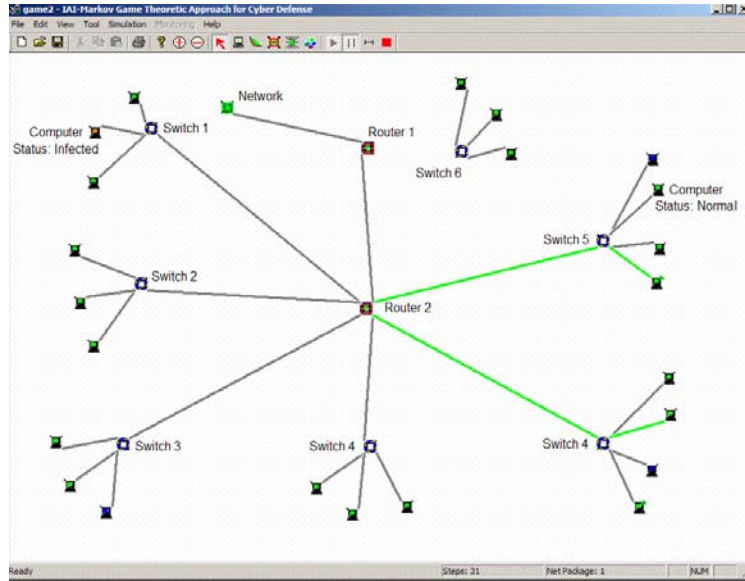 game2 - IAI-Markov Game Theoretic Approach for Cyber Defense
File Edit View Tool Simulation Monitoring Help
Network
Computer
Status: Infected
Switch 1
Router 1
Switch 6
Computer
Status: Normal
Switch 5
Switch 2
Router 2
Switch 3
Switch 4
Switch 4
Ready
Steps: 31
Net Package: 1
NUM